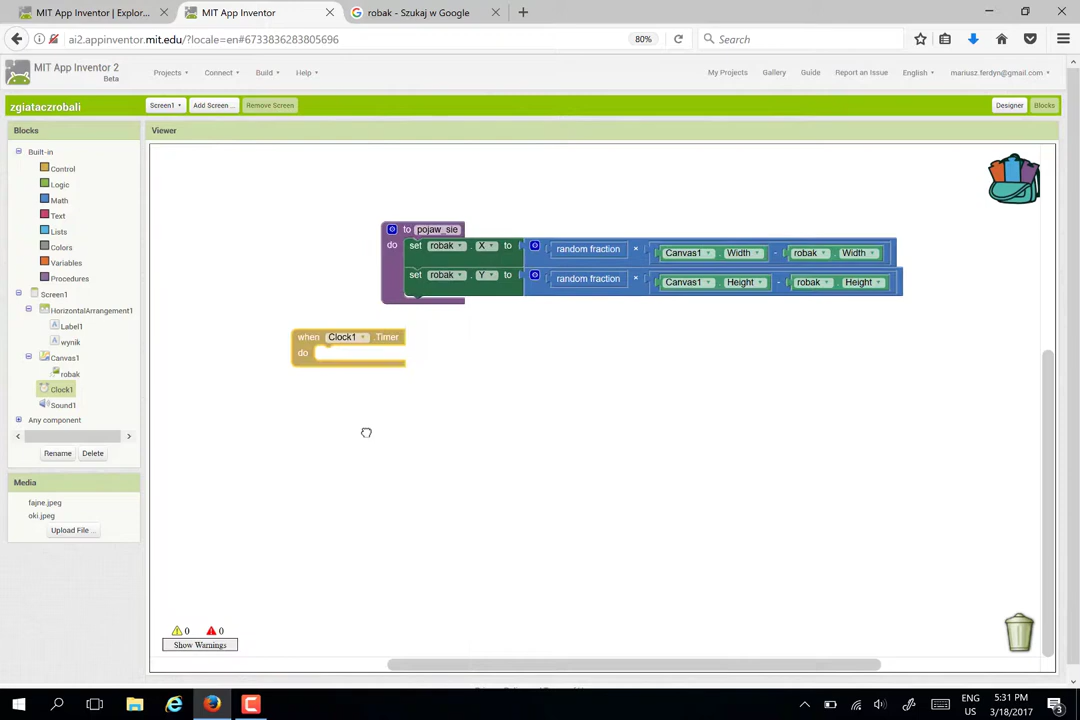 MIT App Inventor | Explor
MIT App Inventor
robak - Szukaj w Google
ai2.appinventor.mit.edu/?locale=en#6733836283805696
80%
Search
MIT App Inventor 2
Beta
Projects
Connect
Build
Help
My Projects
Gallery
Guide
Report an Issue
English
mariusz.ferdyn@gmail.com
zgiataczrobali
Screen1
Add Screen ...
Remove Screen
Designer
Blocks
Blocks
Built-in
Control
Logic
Math
Text
Lists
Colors
Variables
Procedures
Screen1
HorizontalArrangement1
Label1
wynik
Canvas1
robak
Clock1
Sound1
Any component
Rename
Delete
Media
fajne.jpeg
oki.jpeg
Upload File ...
Viewer
to pojaw_sie
do set robak . X to random fraction × Canvas1 . Width - robak . Width
set robak . Y to random fraction × Canvas1 . Height - robak . Height
when Clock1 .Timer
do
0 0
Show Warnings
ENG
US
5:31 PM
3/18/2017
3